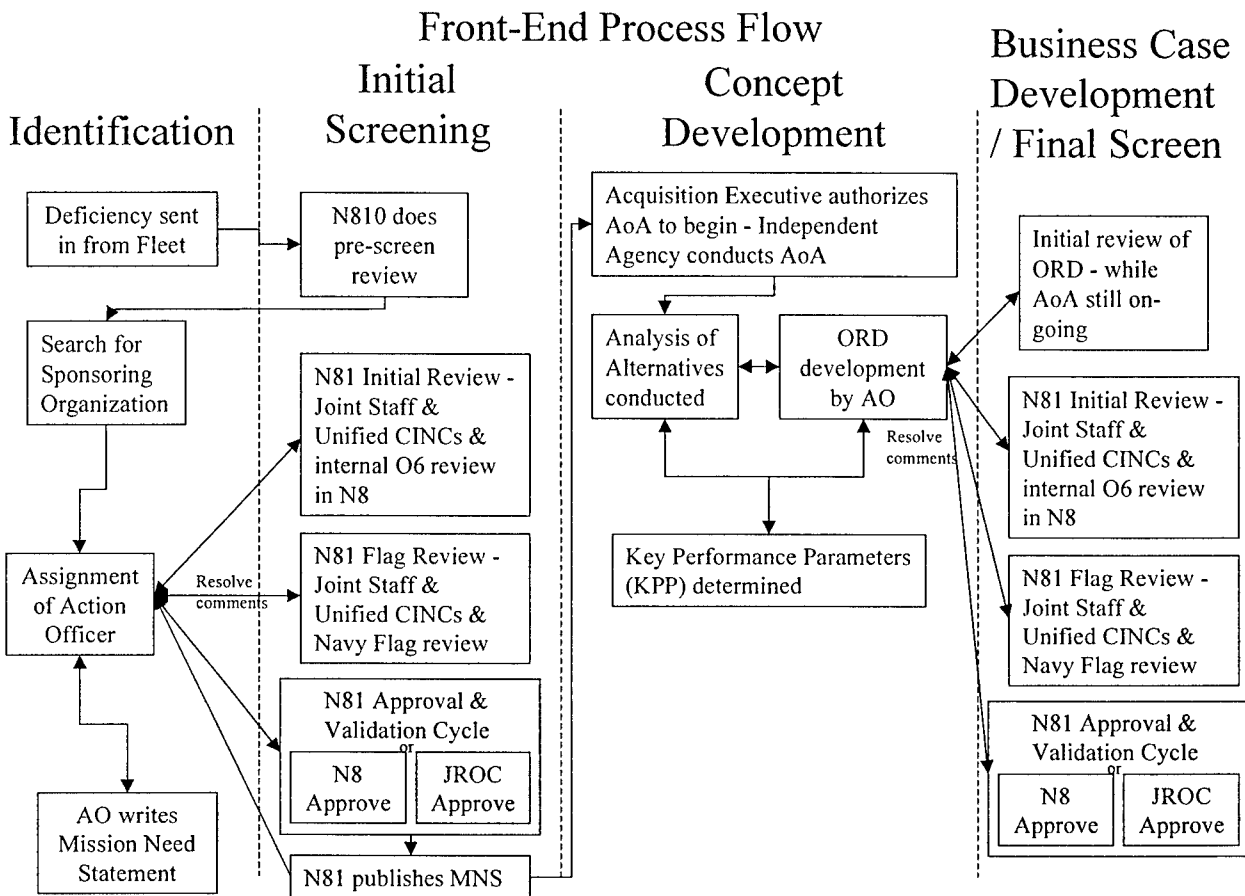 Front-End Process Flow
Identification
Initial
Screening
Concept
Development
Business Case
Development
/ Final Screen
Deficiency sent
in from Fleet
Search for
Sponsoring
Organization
Assignment
of Action
Officer
AO writes
Mission Need
Statement
N810 does
pre-screen
review
N81 Initial Review -
Joint Staff &
Unified CINCs &
internal O6 review
in N8
Resolve
comments
N81 Flag Review -
Joint Staff &
Unified CINCs &
Navy Flag review
N81 Approval &
Validation Cycle
or
N8
Approve
JROC
Approve
N81 publishes MNS
Acquisition Executive authorizes
AoA to begin - Independent
Agency conducts AoA
Analysis of
Alternatives
conducted
ORD
development
by AO
Resolve
comments
Key Performance Parameters
(KPP) determined
Initial review of
ORD - while
AoA still on-
going
N81 Initial Review -
Joint Staff &
Unified CINCs &
internal O6 review
in N8
N81 Flag Review -
Joint Staff &
Unified CINCs &
Navy Flag review
N81 Approval &
Validation Cycle
or
N8
Approve
JROC
Approve